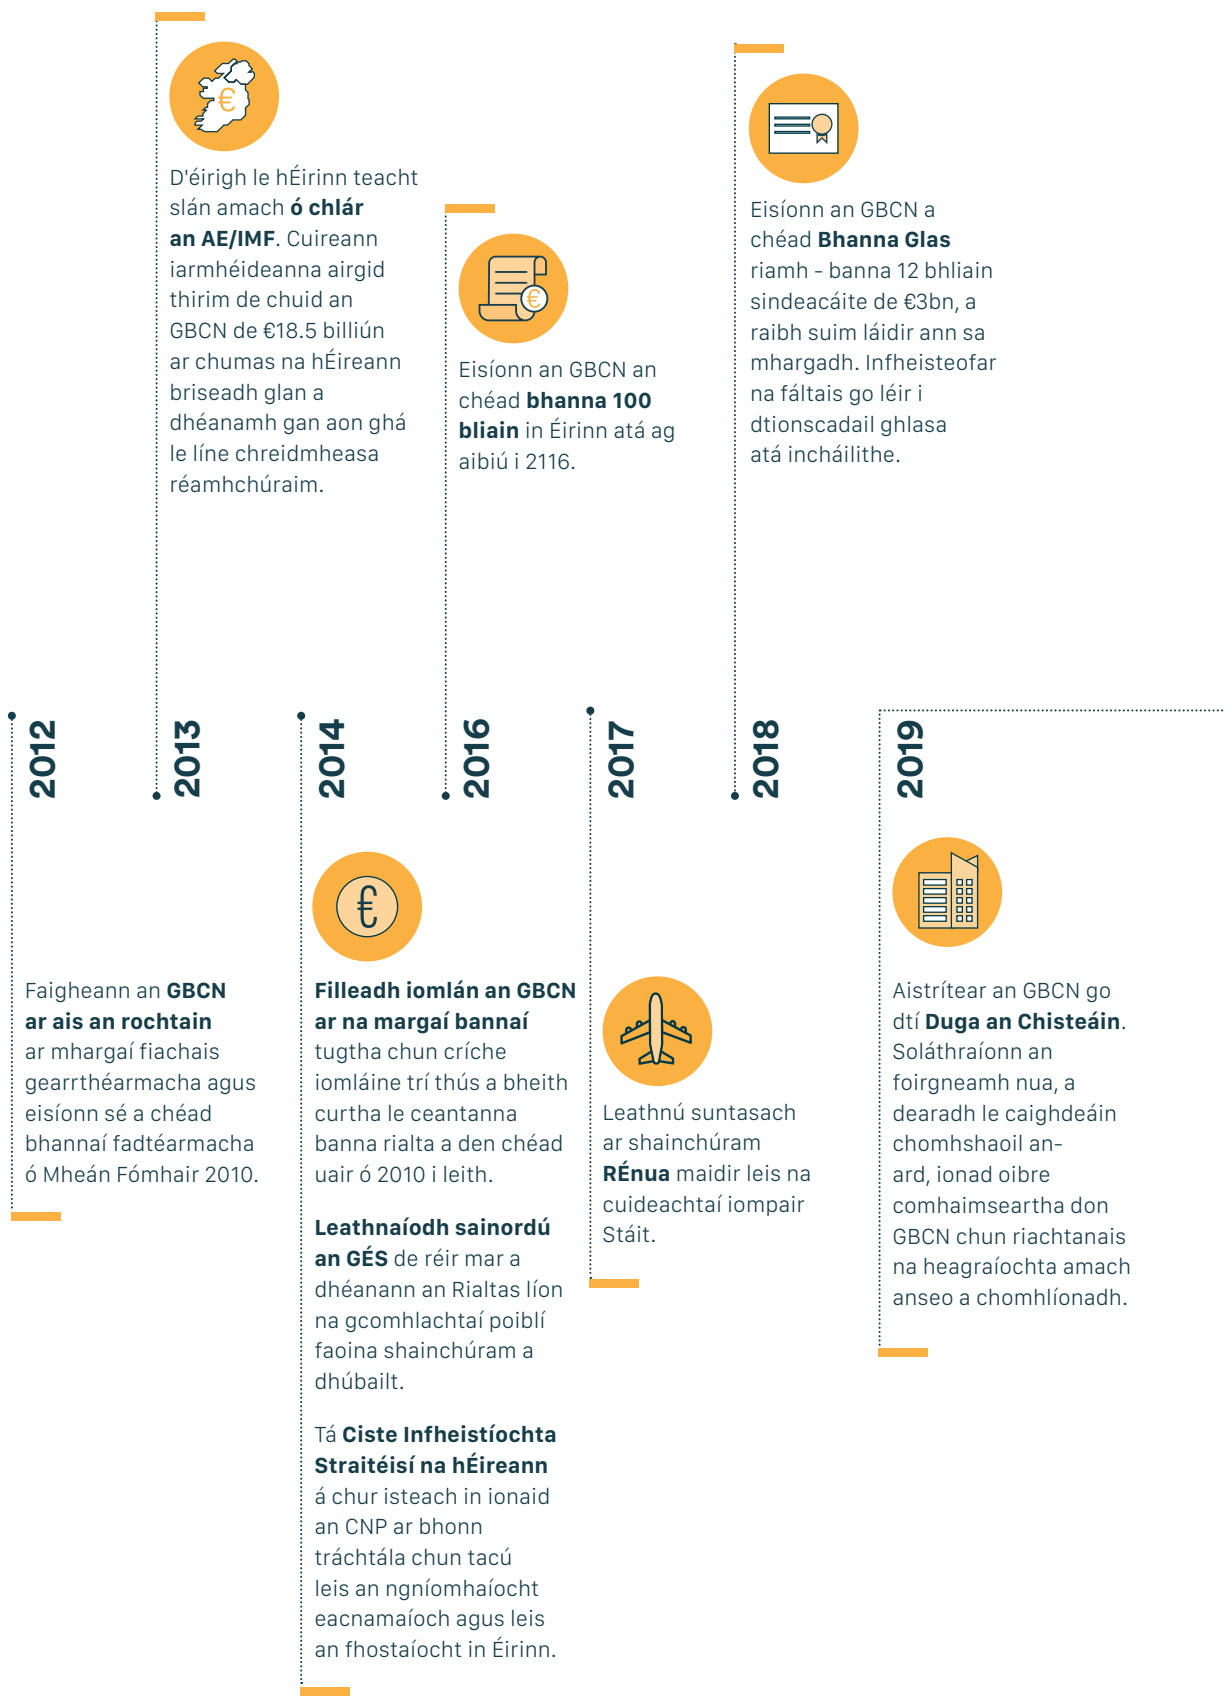 2012
Faigheann an GBCN
ar ais an rochtain
ar mhargaí fiachais
gearrthéarmacha agus
eisíonn sé a chéad
bhannaí fadtéarmacha
ó Mheán Fómhair 2010.
2013
D'éirigh le hÉirinn teacht
slán amach ó chlár
an AE/IMF. Cuireann
iarmhéideanna airgid
thirim de chuid an
GBCN de €18.5 billiún
ar chumas na hÉireann
briseadh glan a
dhéanamh gan aon ghá
le líne chreidmheasa
réamhchúraim.
2014
€
Filleadh iomlán an GBCN
ar na margaí bannaí
tugtha chun críche
iomláine trí thús a bheith
curtha le ceantanna
banna rialta a den chéad
uair ó 2010 i leith.
Leathnaíodh sainordú
an GÉS de réir mar a
dhéanann an Rialtas líon
na gcomhlachtaí poiblí
faoina shainchúram a
dhúbailt.
Tá Ciste Infheistíochta
Straitéisí na hÉireann
á chur isteach in ionaid
an CNP ar bhonn
tráchtála chun tacú
leis an ngníomhaíocht
eacnamaíoch agus leis
an fhostaíocht in Éirinn.
2016
€
Eisíonn an GBCN an
chéad bhanna 100
bliain in Éirinn atá ag
aibiú i 2116.
2017
Leathnú suntasach
ar shainchúram
RÉnua maidir leis na
cuideachtaí iompair
Stáit.
2018
Eisíonn an GBCN a
chéad Bhanna Glas
riamh - banna 12 bhliain
sindeacáite de €3bn, a
raibh suim láidir ann sa
mhargadh. Infheisteofar
na fáltais go léir i
dtionscadail ghlasa
atá incháilithe.
2019
Aistrítear an GBCN go
dtí Duga an Chisteáin.
Soláthraíonn an
foirgneamh nua, a
dearadh le caighdeáin
chomhshaoil an-
ard, ionad oibre
comhaimseartha don
GBCN chun riachtanais
na heagraíochta amach
anseo a chomhlíonadh.
€